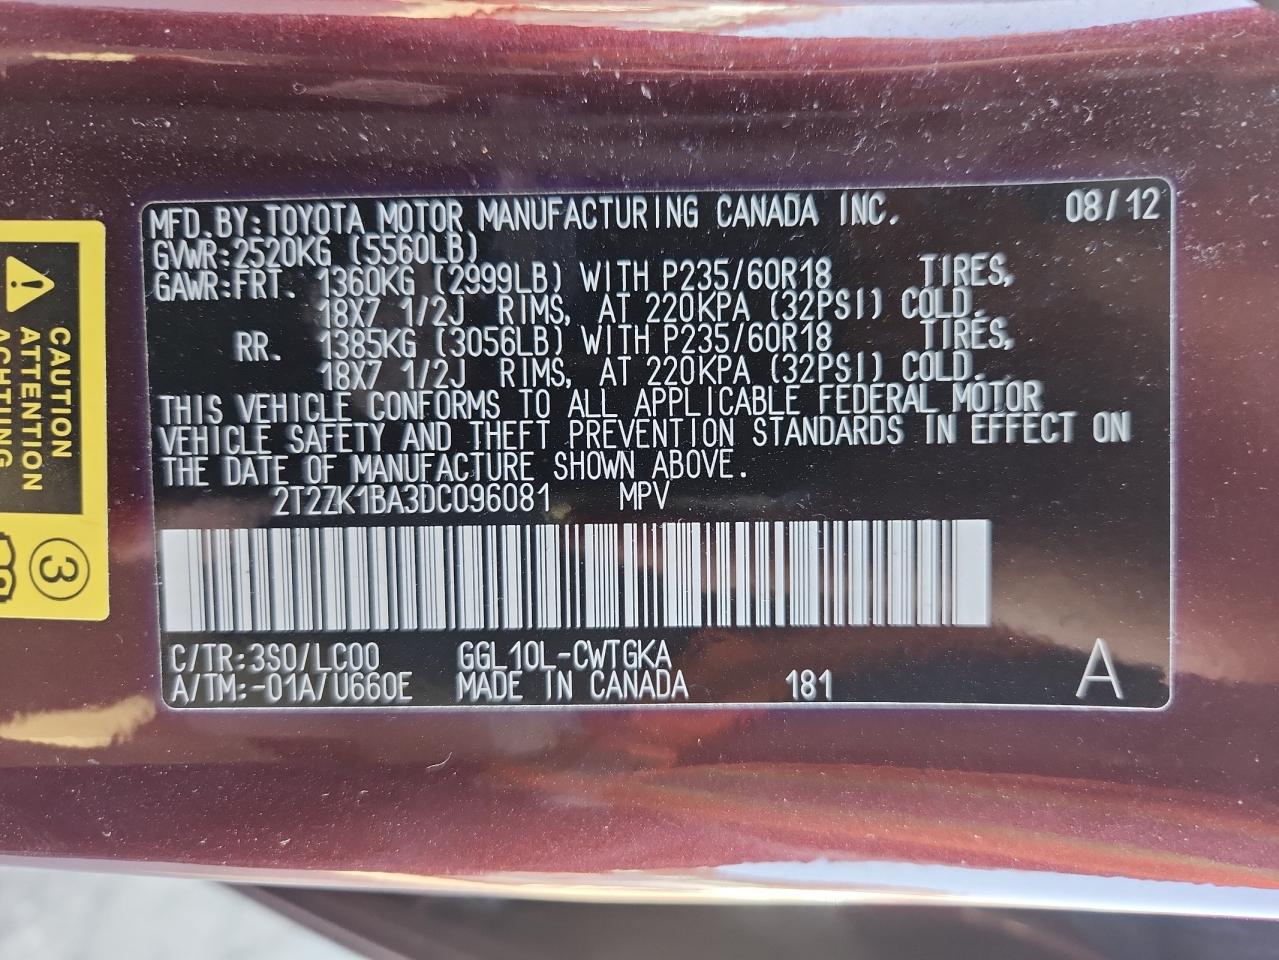 MFD.BY:TOYOTA MOTOR MANUFACTURING CANADA INC. 08/12
GVWR:2520KG (5560LB)
GAWR:FRT. 1360KG (2999LB) WITH P235/60R18 TIRES,
18X7 1/2J RIMS, AT 220KPA (32PSI) COLD.
RR. 1385KG (3056LB) WITH P235/60R18 TIRES,
18X7 1/2J RIMS, AT 220KPA (32PSI) COLD.
THIS VEHICLE CONFORMS TO ALL APPLICABLE FEDERAL MOTOR
VEHICLE SAFETY AND THEFT PREVENTION STANDARDS IN EFFECT ON
THE DATE OF MANUFACTURE SHOWN ABOVE.
2T2ZK1BA3DC096081 MPV
C/TR:3S0/LC00 GGL10L-CWTGKA
A/TM:-01A/U660E MADE IN CANADA 181 A
CAUTION
ATTENTION
ACHTUNG
3